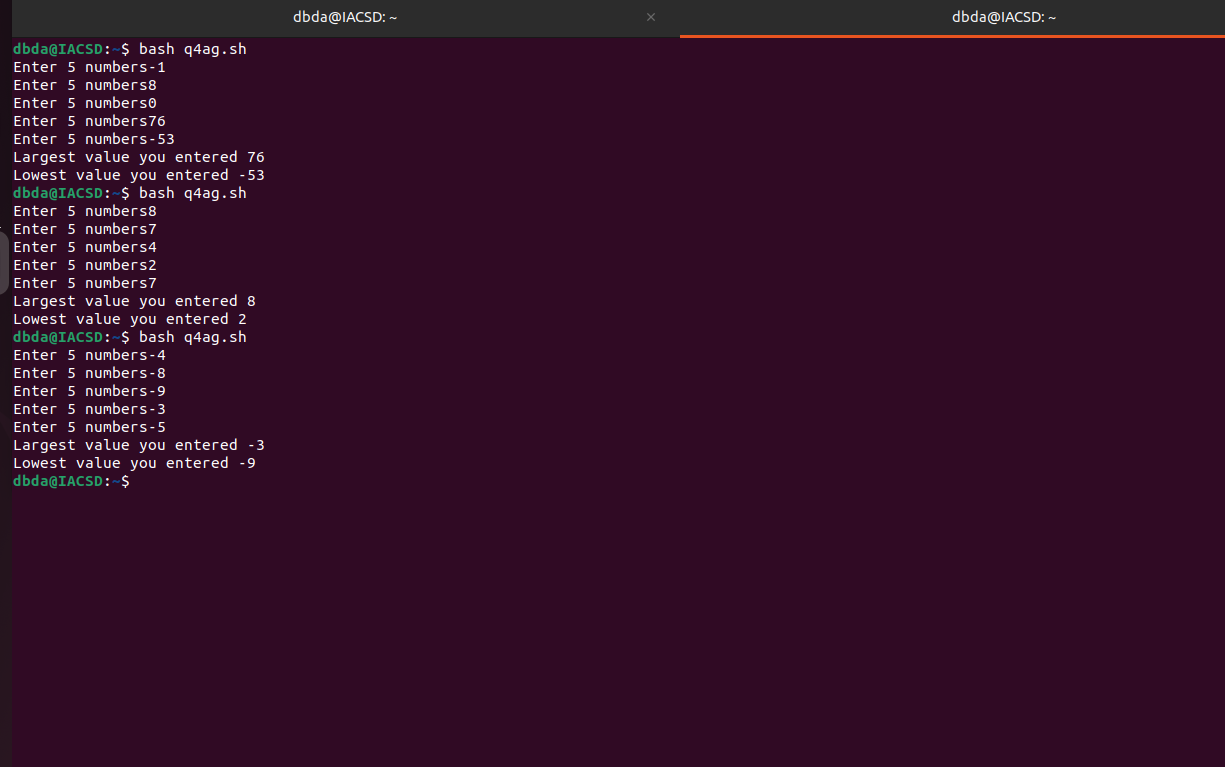 dbda@IACSD: ~ × dbda@IACSD: ~
dbda@IACSD:~$ bash q4ag.sh
Enter 5 numbers-1
Enter 5 numbers8
Enter 5 numbers0
Enter 5 numbers76
Enter 5 numbers-53
Largest value you entered 76
Lowest value you entered -53
dbda@IACSD:~$ bash q4ag.sh
Enter 5 numbers8
Enter 5 numbers7
Enter 5 numbers4
Enter 5 numbers2
Enter 5 numbers7
Largest value you entered 8
Lowest value you entered 2
dbda@IACSD:~$ bash q4ag.sh
Enter 5 numbers-4
Enter 5 numbers-8
Enter 5 numbers-9
Enter 5 numbers-3
Enter 5 numbers-5
Largest value you entered -3
Lowest value you entered -9
dbda@IACSD:~$